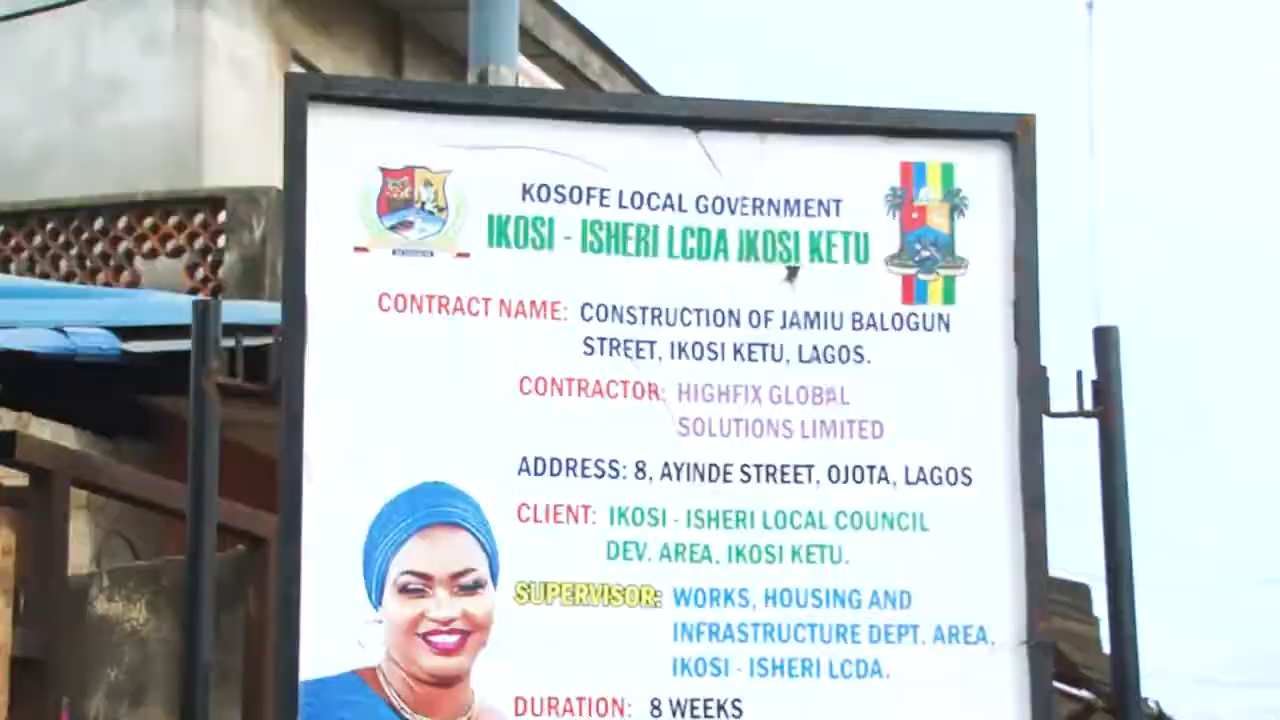 KOSOFE LOCAL GOVERNMENT
IKOSI - ISHERI LCDA IKOSI KETU
CONTRACT NAME: CONSTRUCTION OF JAMIU BALOGUN
STREET, IKOSI KETU, LAGOS.
CONTRACTOR: HIGHFIX GLOBAL
SOLUTIONS LIMITED
ADDRESS: 8, AYINDE STREET, OJOTA, LAGOS
CLIENT: IKOSI - ISHERI LOCAL COUNCIL
DEV. AREA, IKOSI KETU.
SUPERVISOR: WORKS, HOUSING AND
INFRASTRUCTURE DEPT. AREA,
IKOSI - ISHERI LCDA.
DURATION: 8 WEEKS